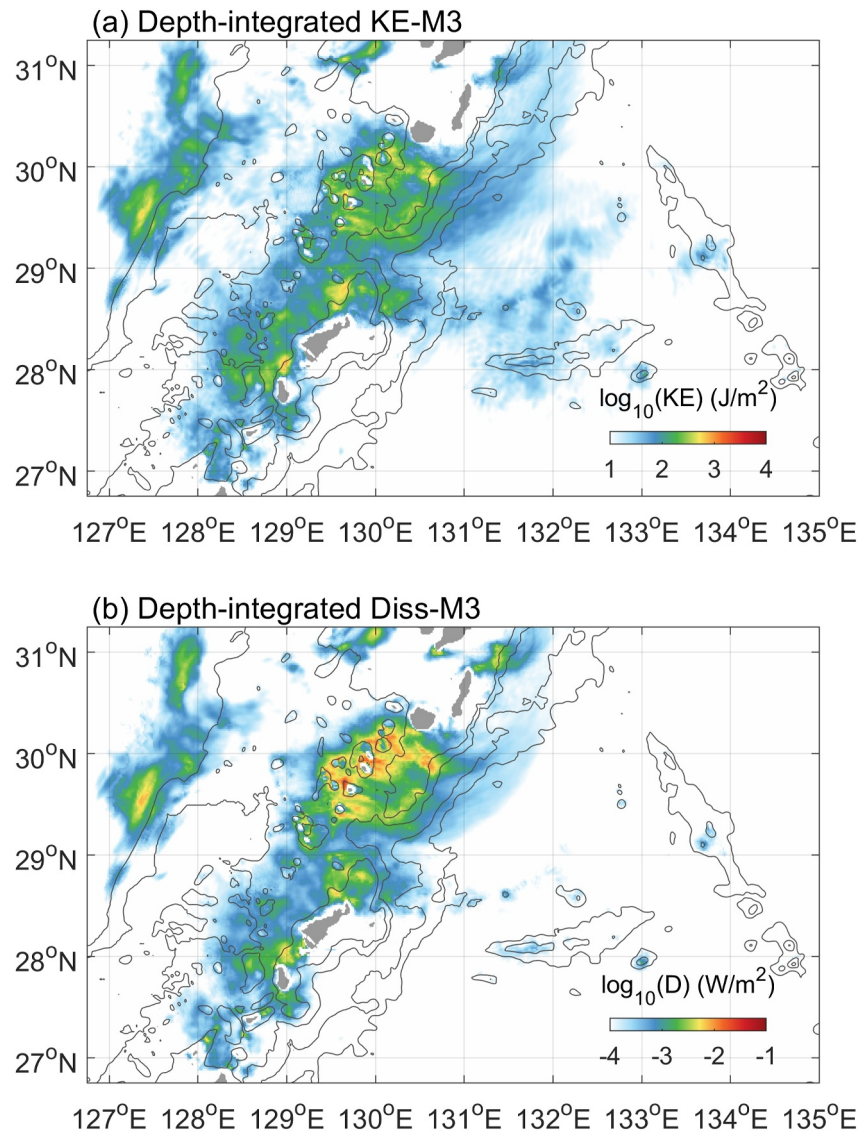 (a) Depth-integrated KE-M3
31°N
30°N
29°N
28°N
27°N
log10(KE) (J/m2)
1 2 3 4
127°E 128°E 129°E 130°E 131°E 132°E 133°E 134°E 135°E
(b) Depth-integrated Diss-M3
31°N
30°N
29°N
28°N
27°N
log10(D) (W/m2)
-4 -3 -2 -1
127°E 128°E 129°E 130°E 131°E 132°E 133°E 134°E 135°E